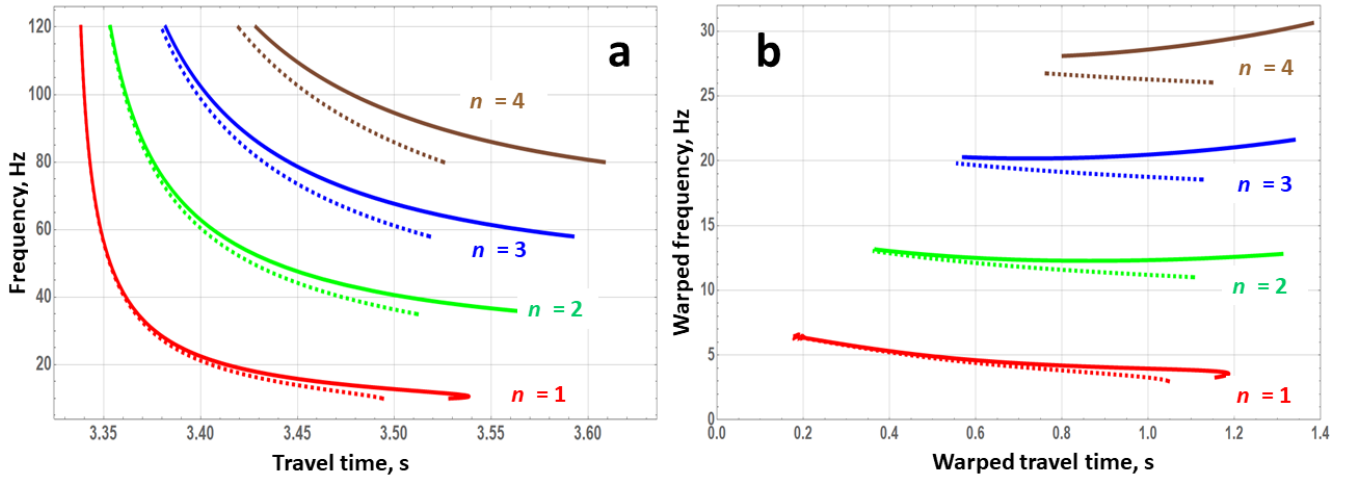 a
Frequency, Hz
120
100
80
60
40
20
n = 4
n = 3
n = 2
n = 1
3.35
3.40
3.45
3.50
3.55
3.60
Travel time, s
b
Warped frequency, Hz
30
25
20
15
10
5
0
n = 4
n = 3
n = 2
n = 1
0.0
0.2
0.4
0.6
0.8
1.0
1.2
1.4
Warped travel time, s